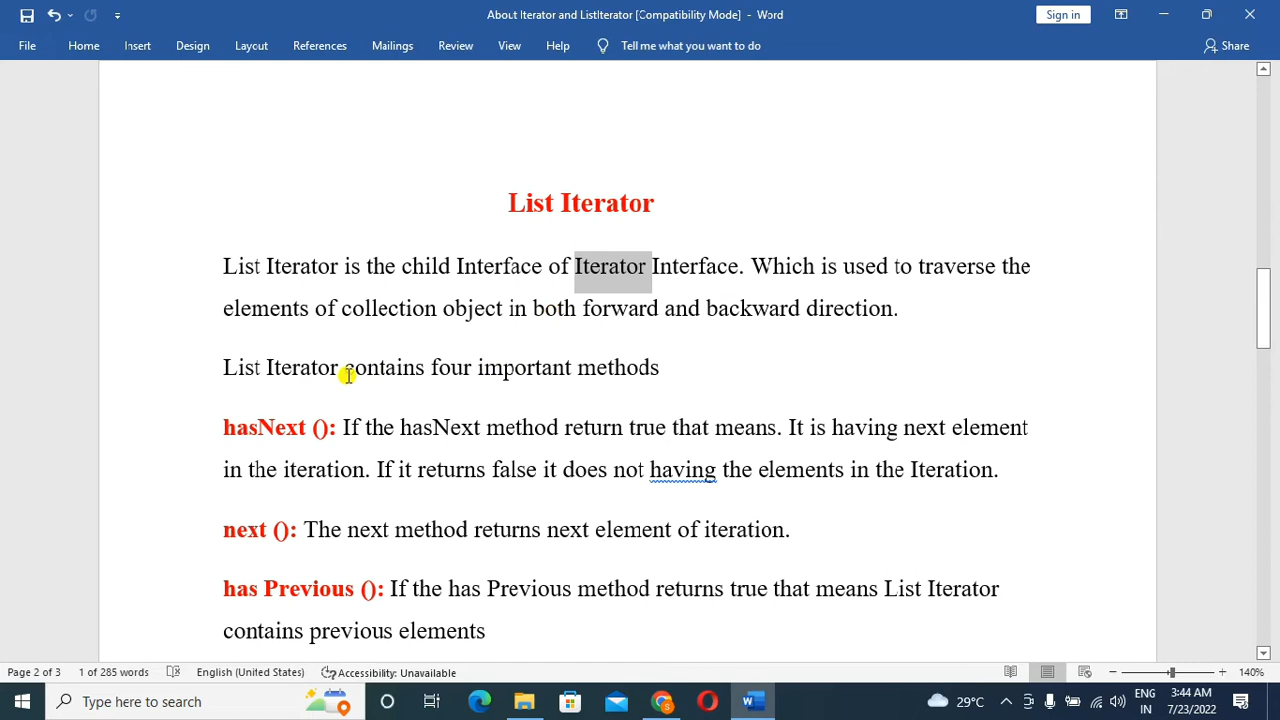 About Iterator and ListIterator [Compatibility Mode] - Word
Sign in
File Home Insert Design Layout References Mailings Review View Help Tell me what you want to do Share
List Iterator
List Iterator is the child Interface of Iterator Interface. Which is used to traverse the
elements of collection object in both forward and backward direction.
List Iterator contains four important methods
hasNext (): If the hasNext method return true that means. It is having next element
in the iteration. If it returns false it does not having the elements in the Iteration.
next (): The next method returns next element of iteration.
has Previous (): If the has Previous method returns true that means List Iterator
contains previous elements
Page 2 of 3 1 of 285 words English (United States) Accessibility: Unavailable 140%
Type here to search 29°C ENG 3:44 AM
IN 7/23/2022